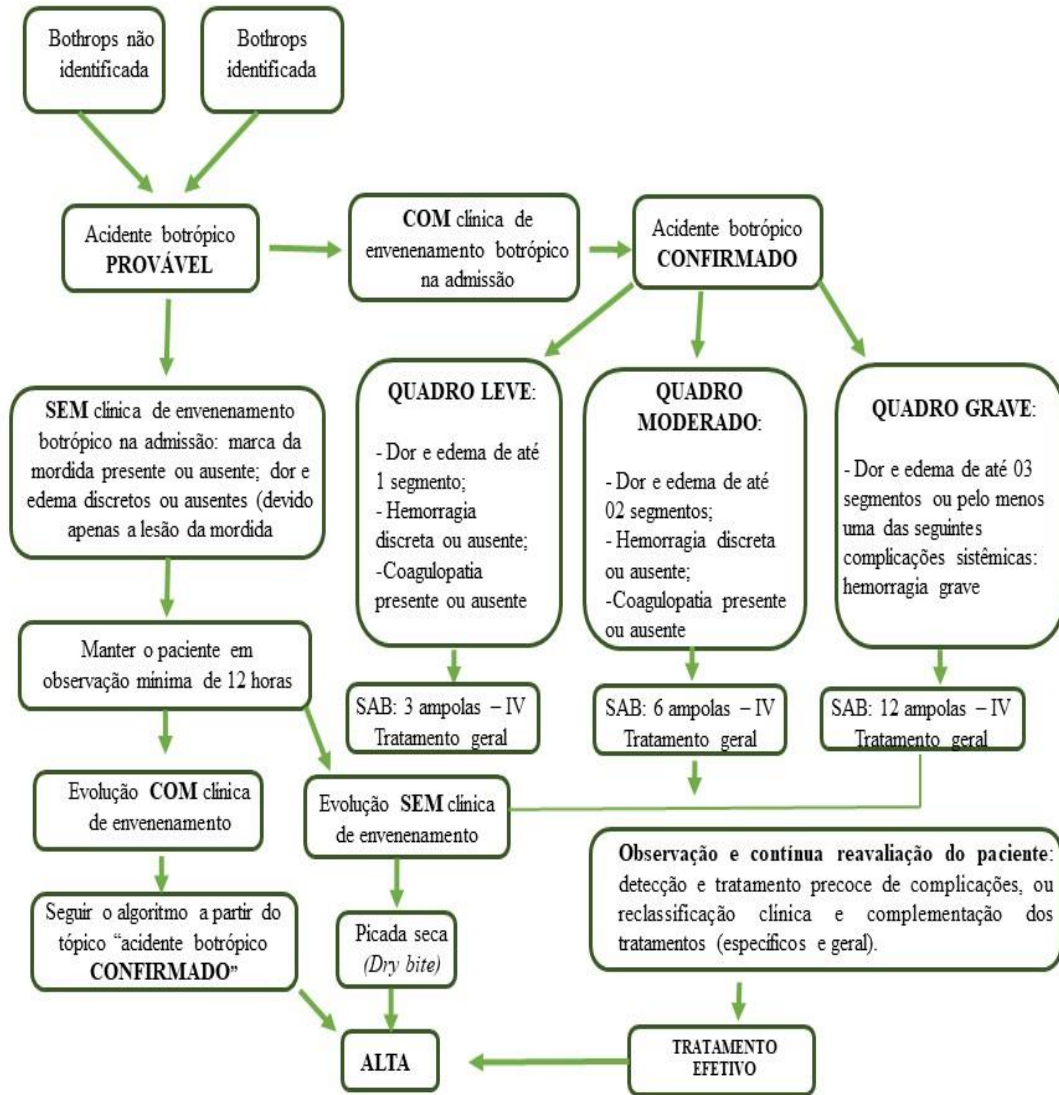 Bothrops não
identificada
Bothrops
identificada
Acidente botrópico
PROVÁVEL
COM clínica de
envenenamento botrópico
na admissão
Acidente botrópico
CONFIRMADO
SEM clínica de envenenamento
botrópico na admissão: marca da
mordida presente ou ausente; dor e
edema discretos ou ausentes (devido
apenas a lesão da mordida
QUADRO LEVE:
- Dor e edema de até
1 segmento;
- Hemorragia
discreta ou ausente;
-Coagulopatia
presente ou ausente
QUADRO
MODERADO:
- Dor e edema de até
02 segmentos;
- Hemorragia discreta
ou ausente;
-Coagulopatia presente
ou ausente
QUADRO GRAVE:
- Dor e edema de até 03
segmentos ou pelo menos
uma das seguintes
complicações sistêmicas:
hemorragia grave
Manter o paciente em
observação mínima de 12 horas
SAB: 3 ampolas – IV
Tratamento geral
SAB: 6 ampolas – IV
Tratamento geral
SAB: 12 ampolas – IV
Tratamento geral
Evolução COM clínica
de envenenamento
Evolução SEM clínica
de envenenamento
Observação e contínua reavaliação do paciente:
detecção e tratamento precoce de complicações, ou
reclassificação clínica e complementação dos
tratamentos (específicos e geral).
Seguir o algoritmo a partir do
tópico “acidente botrópico
CONFIRMADO”
Picada seca
(Dry bite)
ALTA
TRATAMENTO
EFETIVO